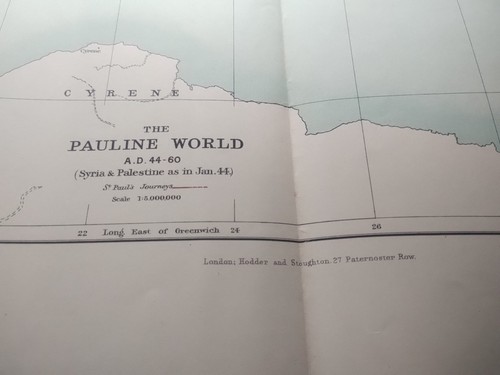 Cyrene
CYRENE
THE
PAULINE WORLD
A.D. 44-60
(Syria & Palestine as in Jan. 44.)
St Paul's Journeys
Scale 1:5,000,000
22 Long. East of Greenwich 24 26
London; Hodder and Stoughton 27 Paternoster Row.